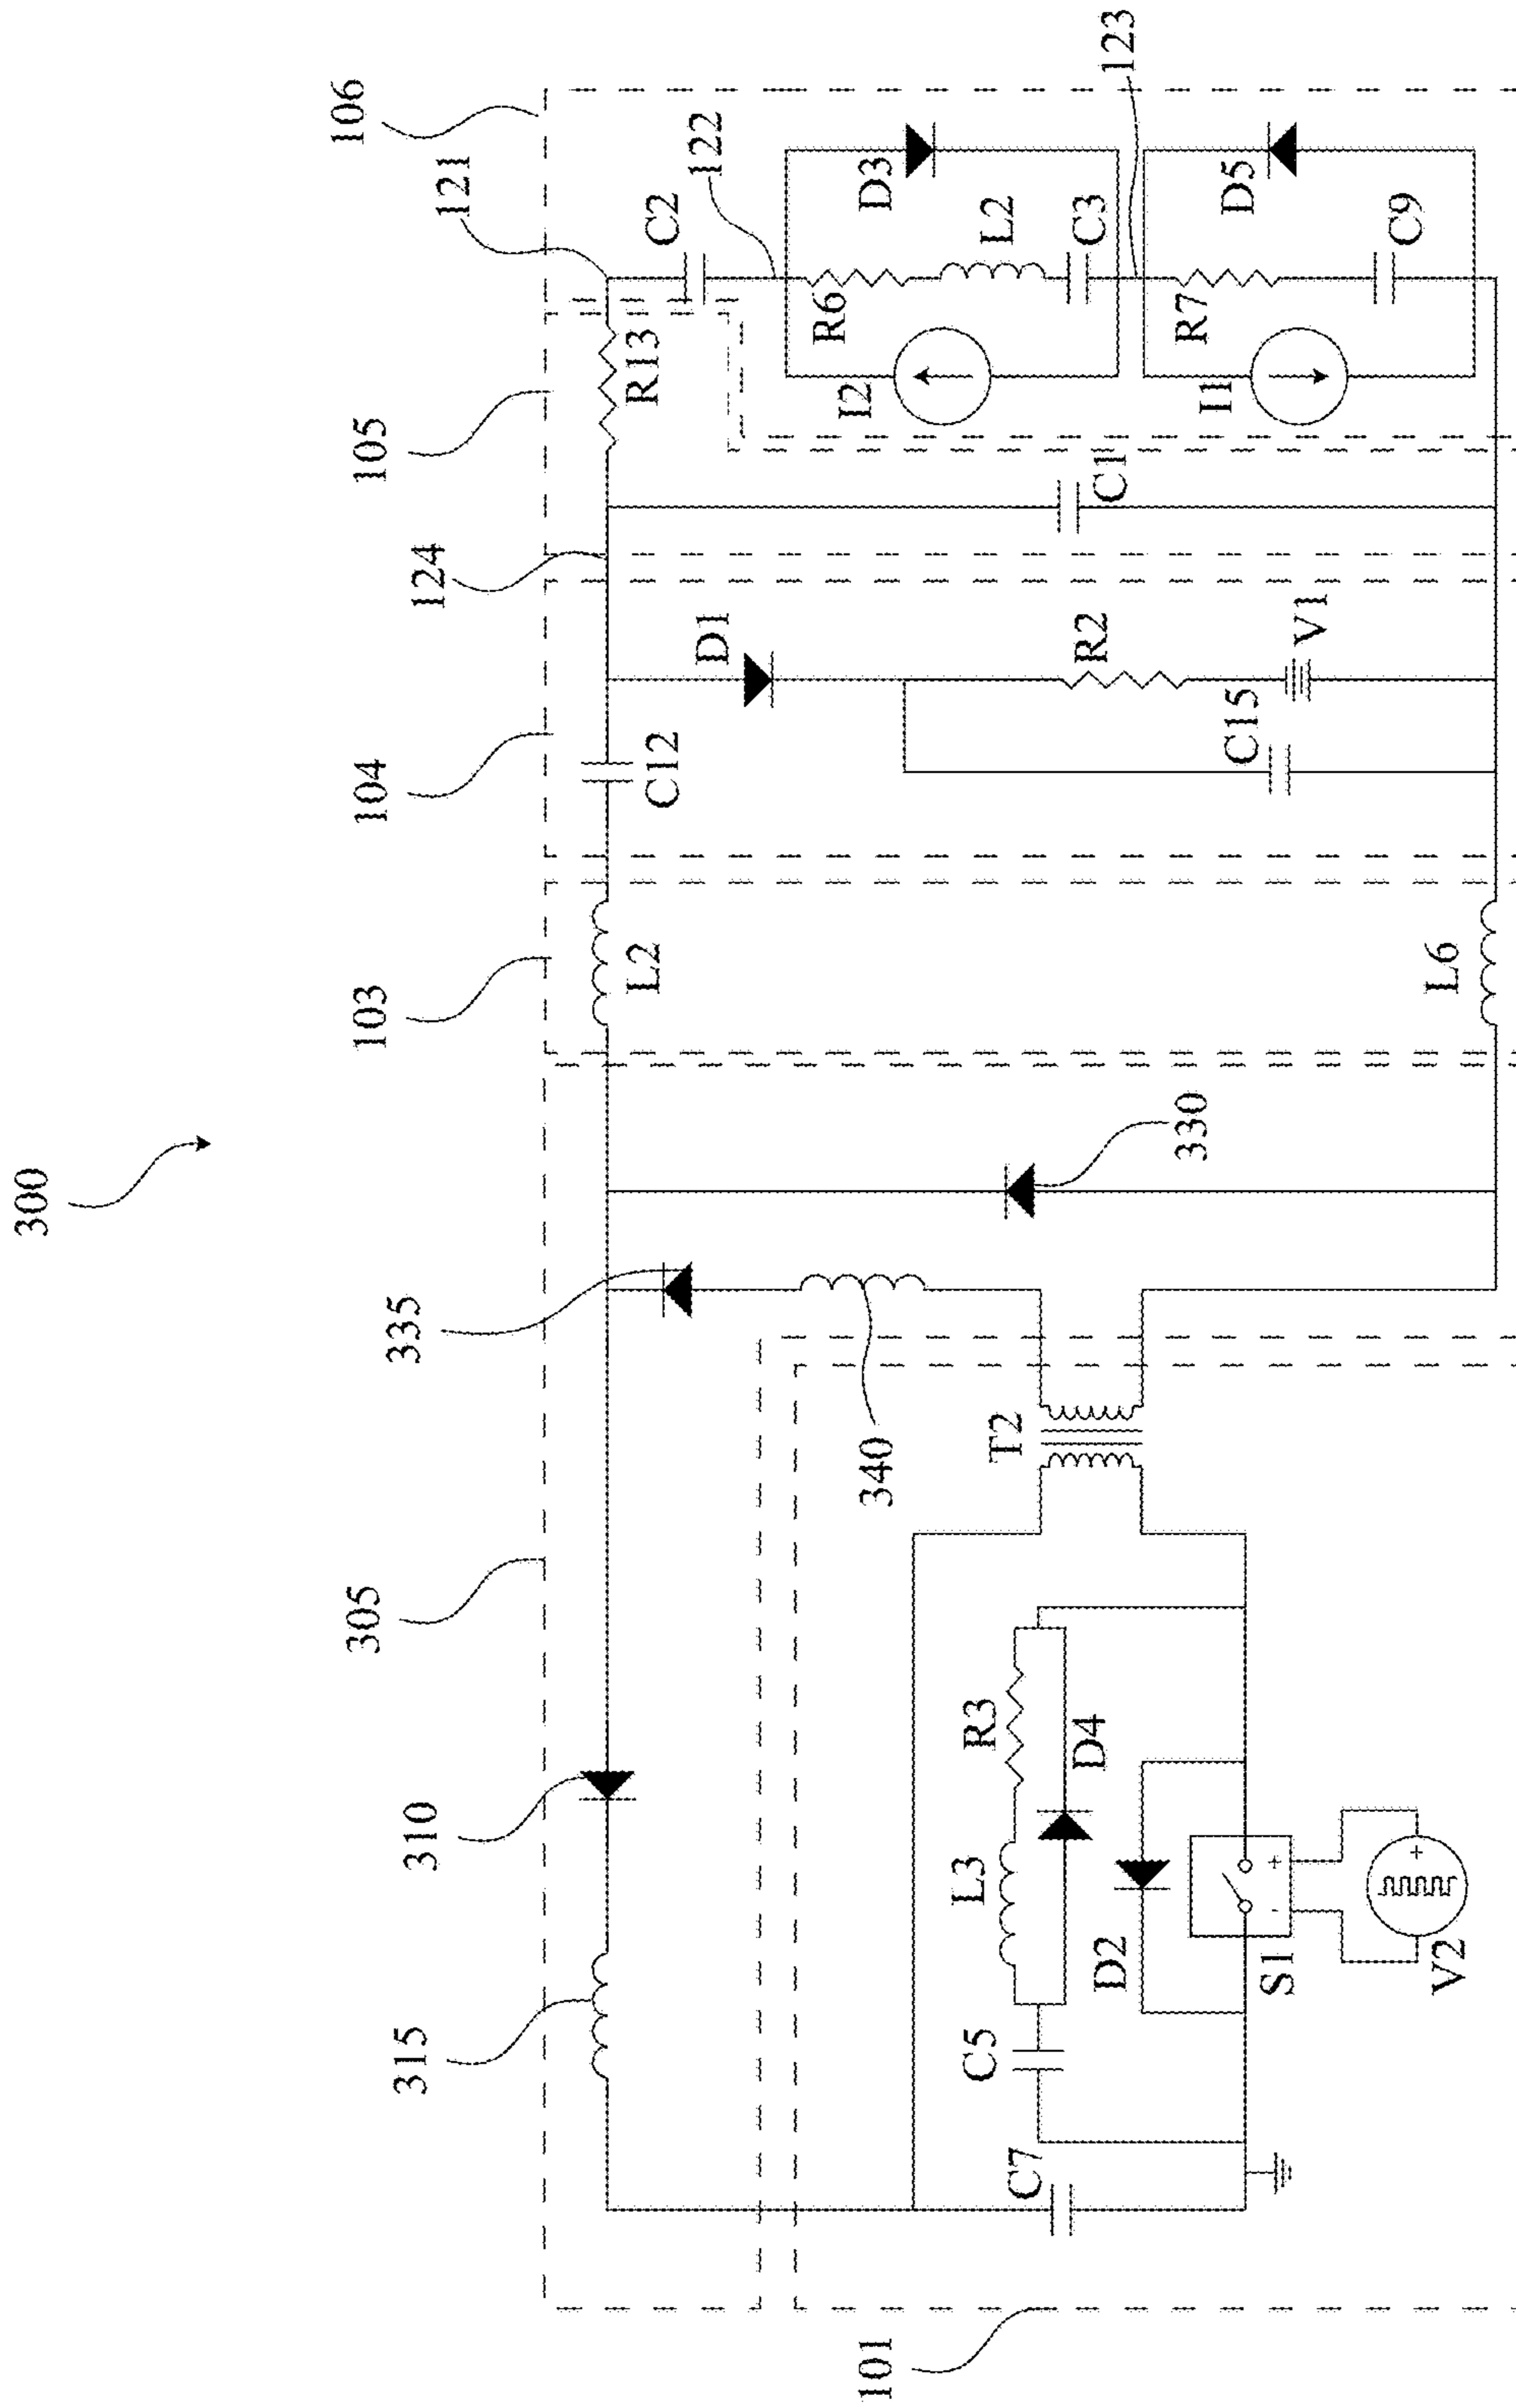 300
106
121
122
123
105
124
104
103
305
335
330
340
310
315
101
C2
D3
R6
L2
C3
I2
D5
R7
C9
I1
R13
C1
D1
R2
V1
C12
C15
L2
L6
T2
R3
D4
L3
D2
C5
C7
S1
+
-
V2
+